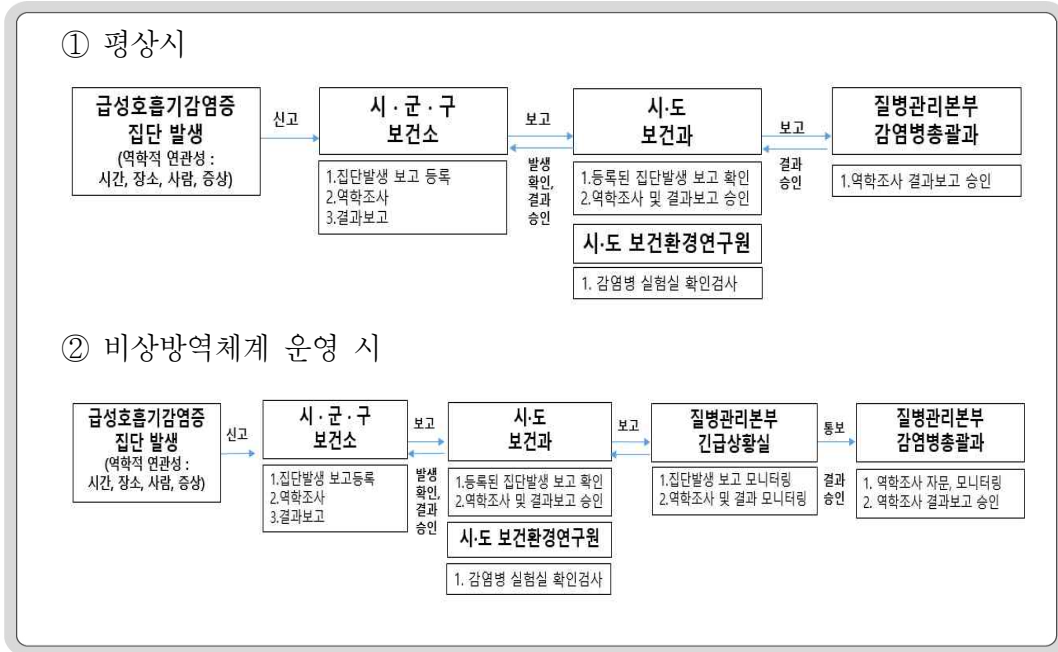 ① 평상시
급성호흡기감염증
집단 발생
(역학적 연관성 :
시간, 장소, 사람, 증상)
신고
시 · 군 · 구
보건소
1.집단발생 보고 등록
2.역학조사
3.결과보고
보고
발생
확인,
결과
승인
시·도
보건과
1.등록된 집단발생 보고 확인
2.역학조사 및 결과보고 승인
시·도 보건환경연구원
1. 감염병 실험실 확인검사
보고
결과
승인
질병관리본부
감염병총괄과
1.역학조사 결과보고 승인
② 비상방역체계 운영 시
급성호흡기감염증
집단 발생
(역학적 연관성 :
시간, 장소, 사람, 증상)
신고
시 · 군 · 구
보건소
1.집단발생 보고등록
2.역학조사
3.결과보고
보고
발생
확인,
결과
승인
시·도
보건과
1.등록된 집단발생 보고 확인
2.역학조사 및 결과보고 승인
시·도 보건환경연구원
1. 감염병 실험실 확인검사
보고
질병관리본부
긴급상황실
1.집단발생 보고 모니터링
2.역학조사 및 결과 모니터링
통보
결과
승인
질병관리본부
감염병총괄과
1. 역학조사 자문, 모니터링
2. 역학조사 결과보고 승인